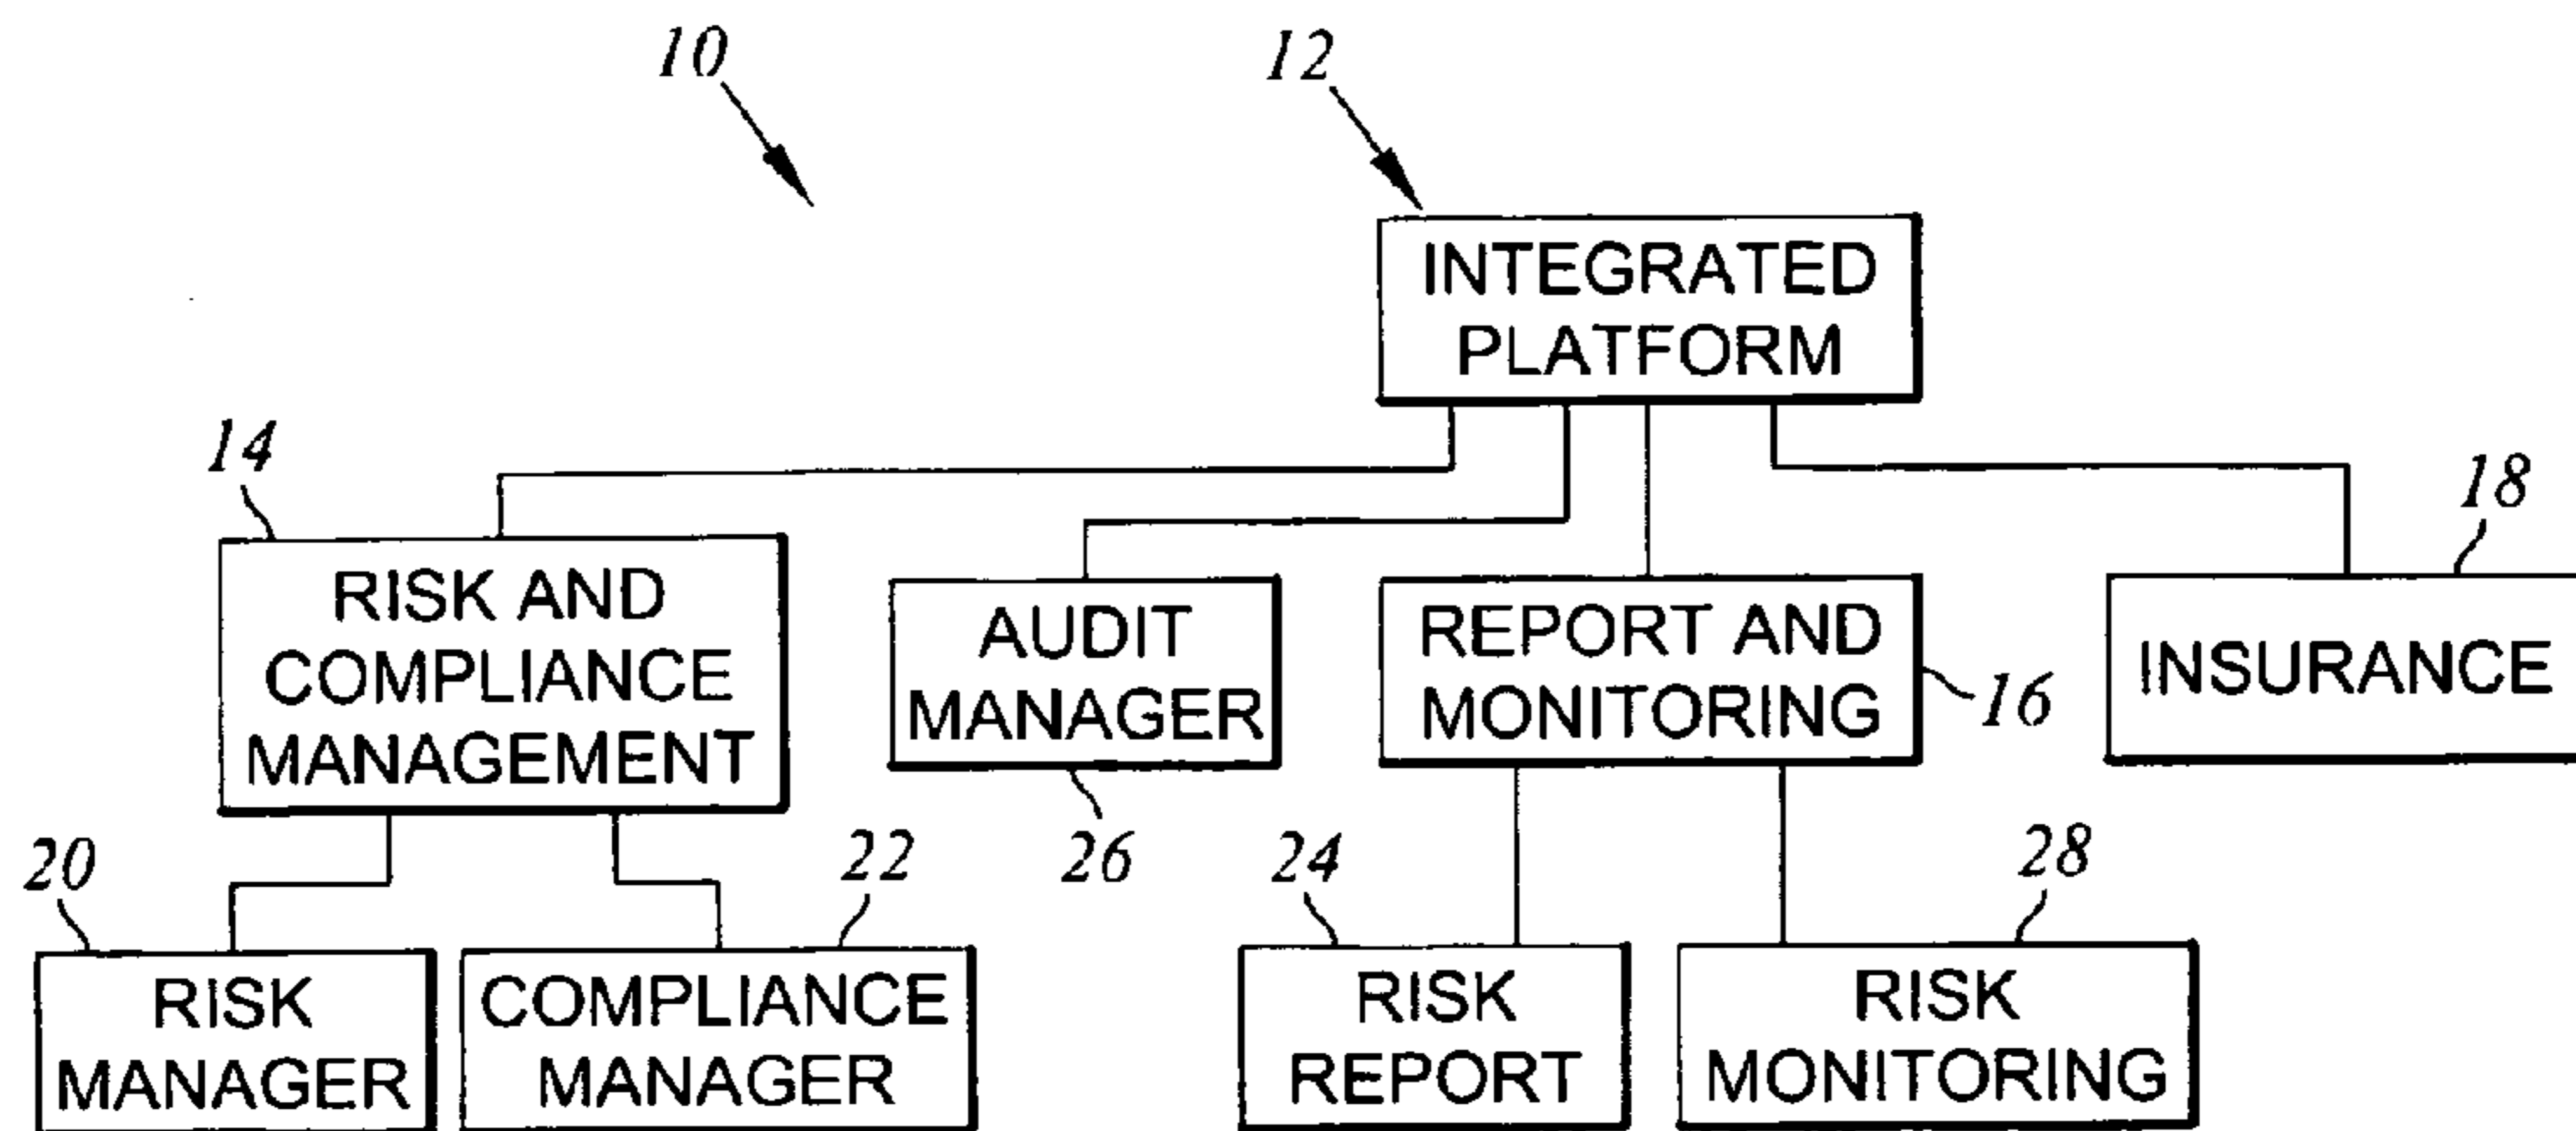 10
12
INTEGRATED
PLATFORM
14
18
RISK AND
COMPLIANCE
MANAGEMENT
AUDIT
MANAGER
REPORT AND
MONITORING
16
INSURANCE
20
22
26
24
28
RISK
MANAGER
COMPLIANCE
MANAGER
RISK
REPORT
RISK
MONITORING